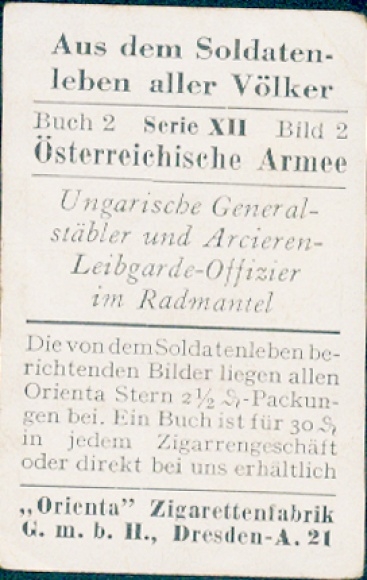 Aus dem Soldaten-
leben aller Völker
Buch 2 Serie XII Bild 2
Österreichische Armee
Ungarische General-
stäbler und Arcieren-
Leibgarde-Offizier
im Radmantel
Die von dem Soldatenleben be-
richtenden Bilder liegen allen
Orienta Stern 2½ ₰-Packun-
gen bei. Ein Buch ist für 30 ₰
in jedem Zigarrengeschäft
oder direkt bei uns erhältlich
„Orienta” Zigarettenfabrik
G. m. b. H., Dresden-A. 21